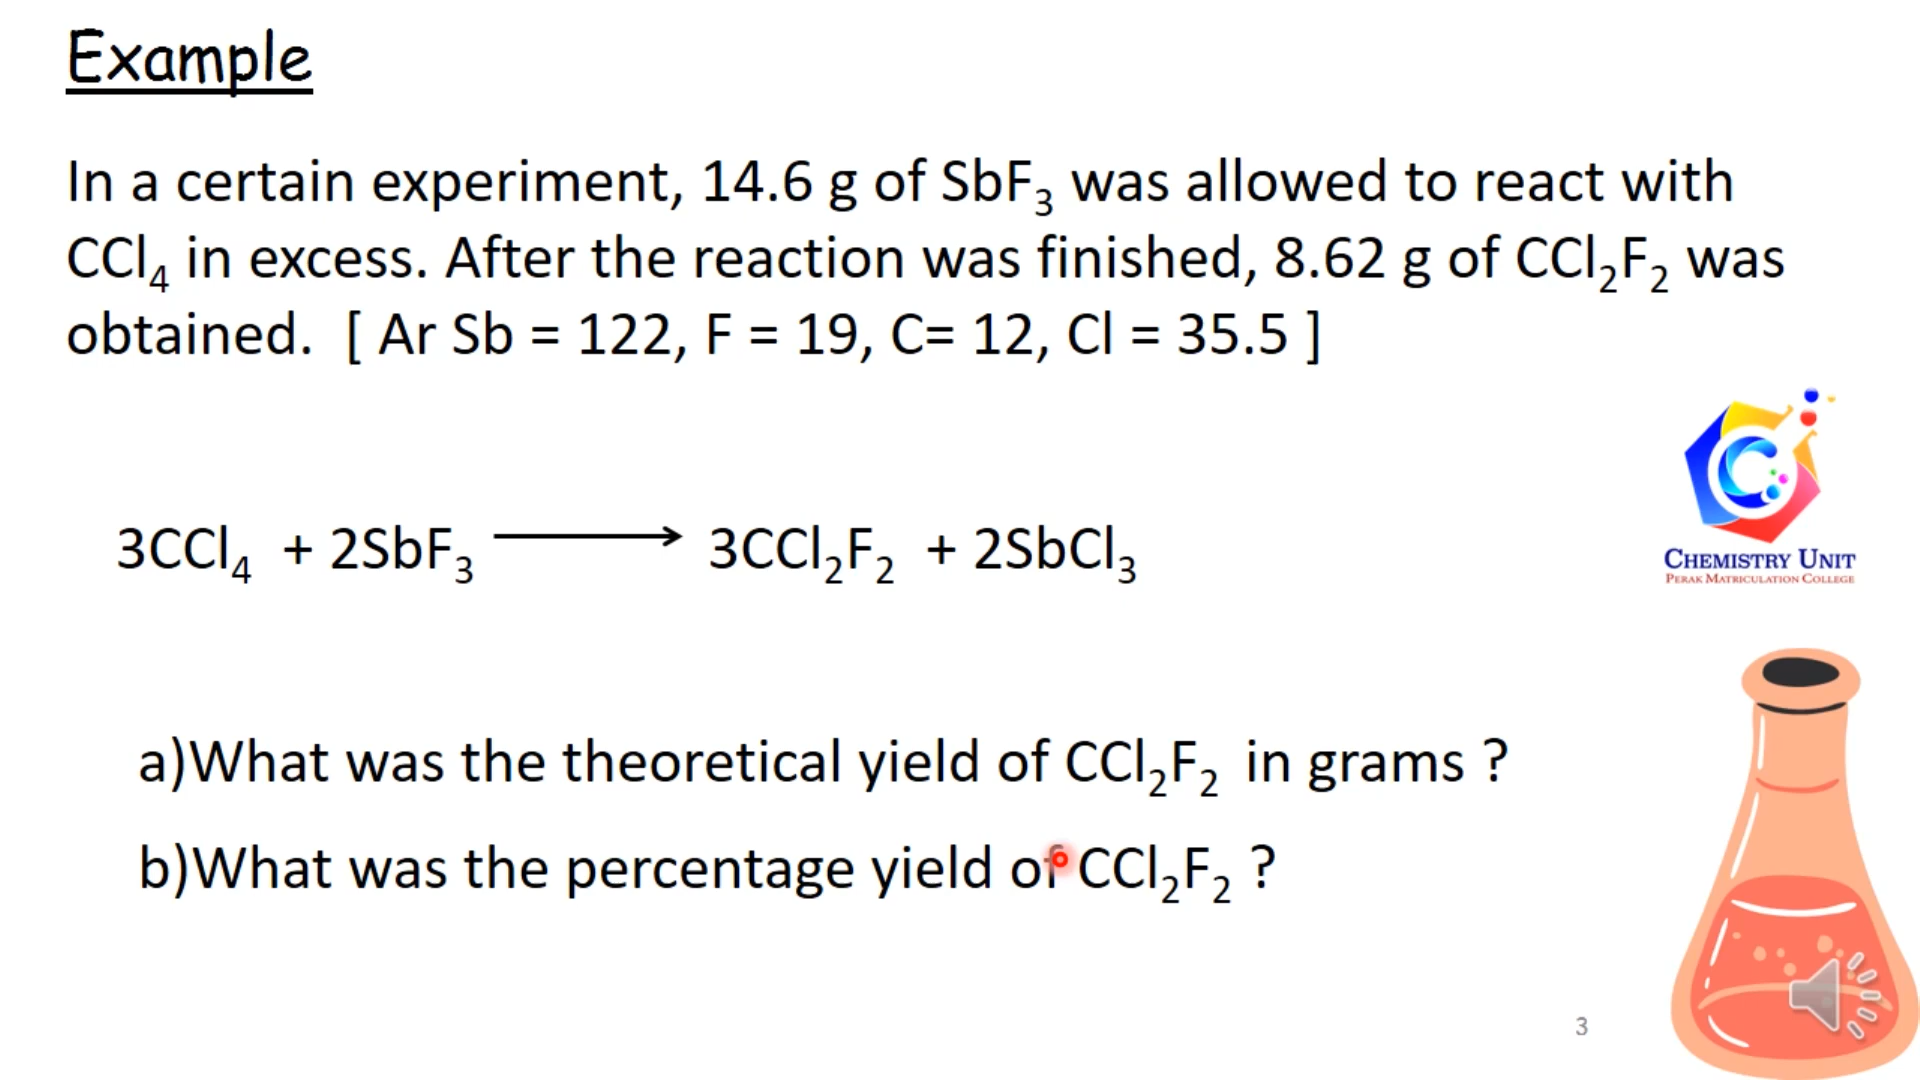 Example
In a certain experiment, 14.6 g of SbF₃ was allowed to react with
CCl₄ in excess. After the reaction was finished, 8.62 g of CCl₂F₂ was
obtained. [ Ar Sb = 122, F = 19, C= 12, Cl = 35.5 ]
3CCl₄ + 2SbF₃ ⟶ 3CCl₂F₂ + 2SbCl₃
CHEMISTRY UNIT
PERAK MATRICULATION COLLEGE
a)What was the theoretical yield of CCl₂F₂ in grams ?
b)What was the percentage yield of CCl₂F₂ ?
3